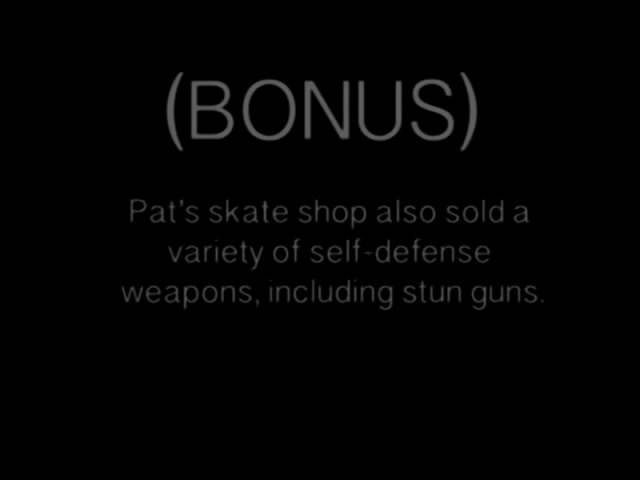 (BONUS)
Pat's skate shop also sold a
variety of self-defense
weapons, including stun guns.